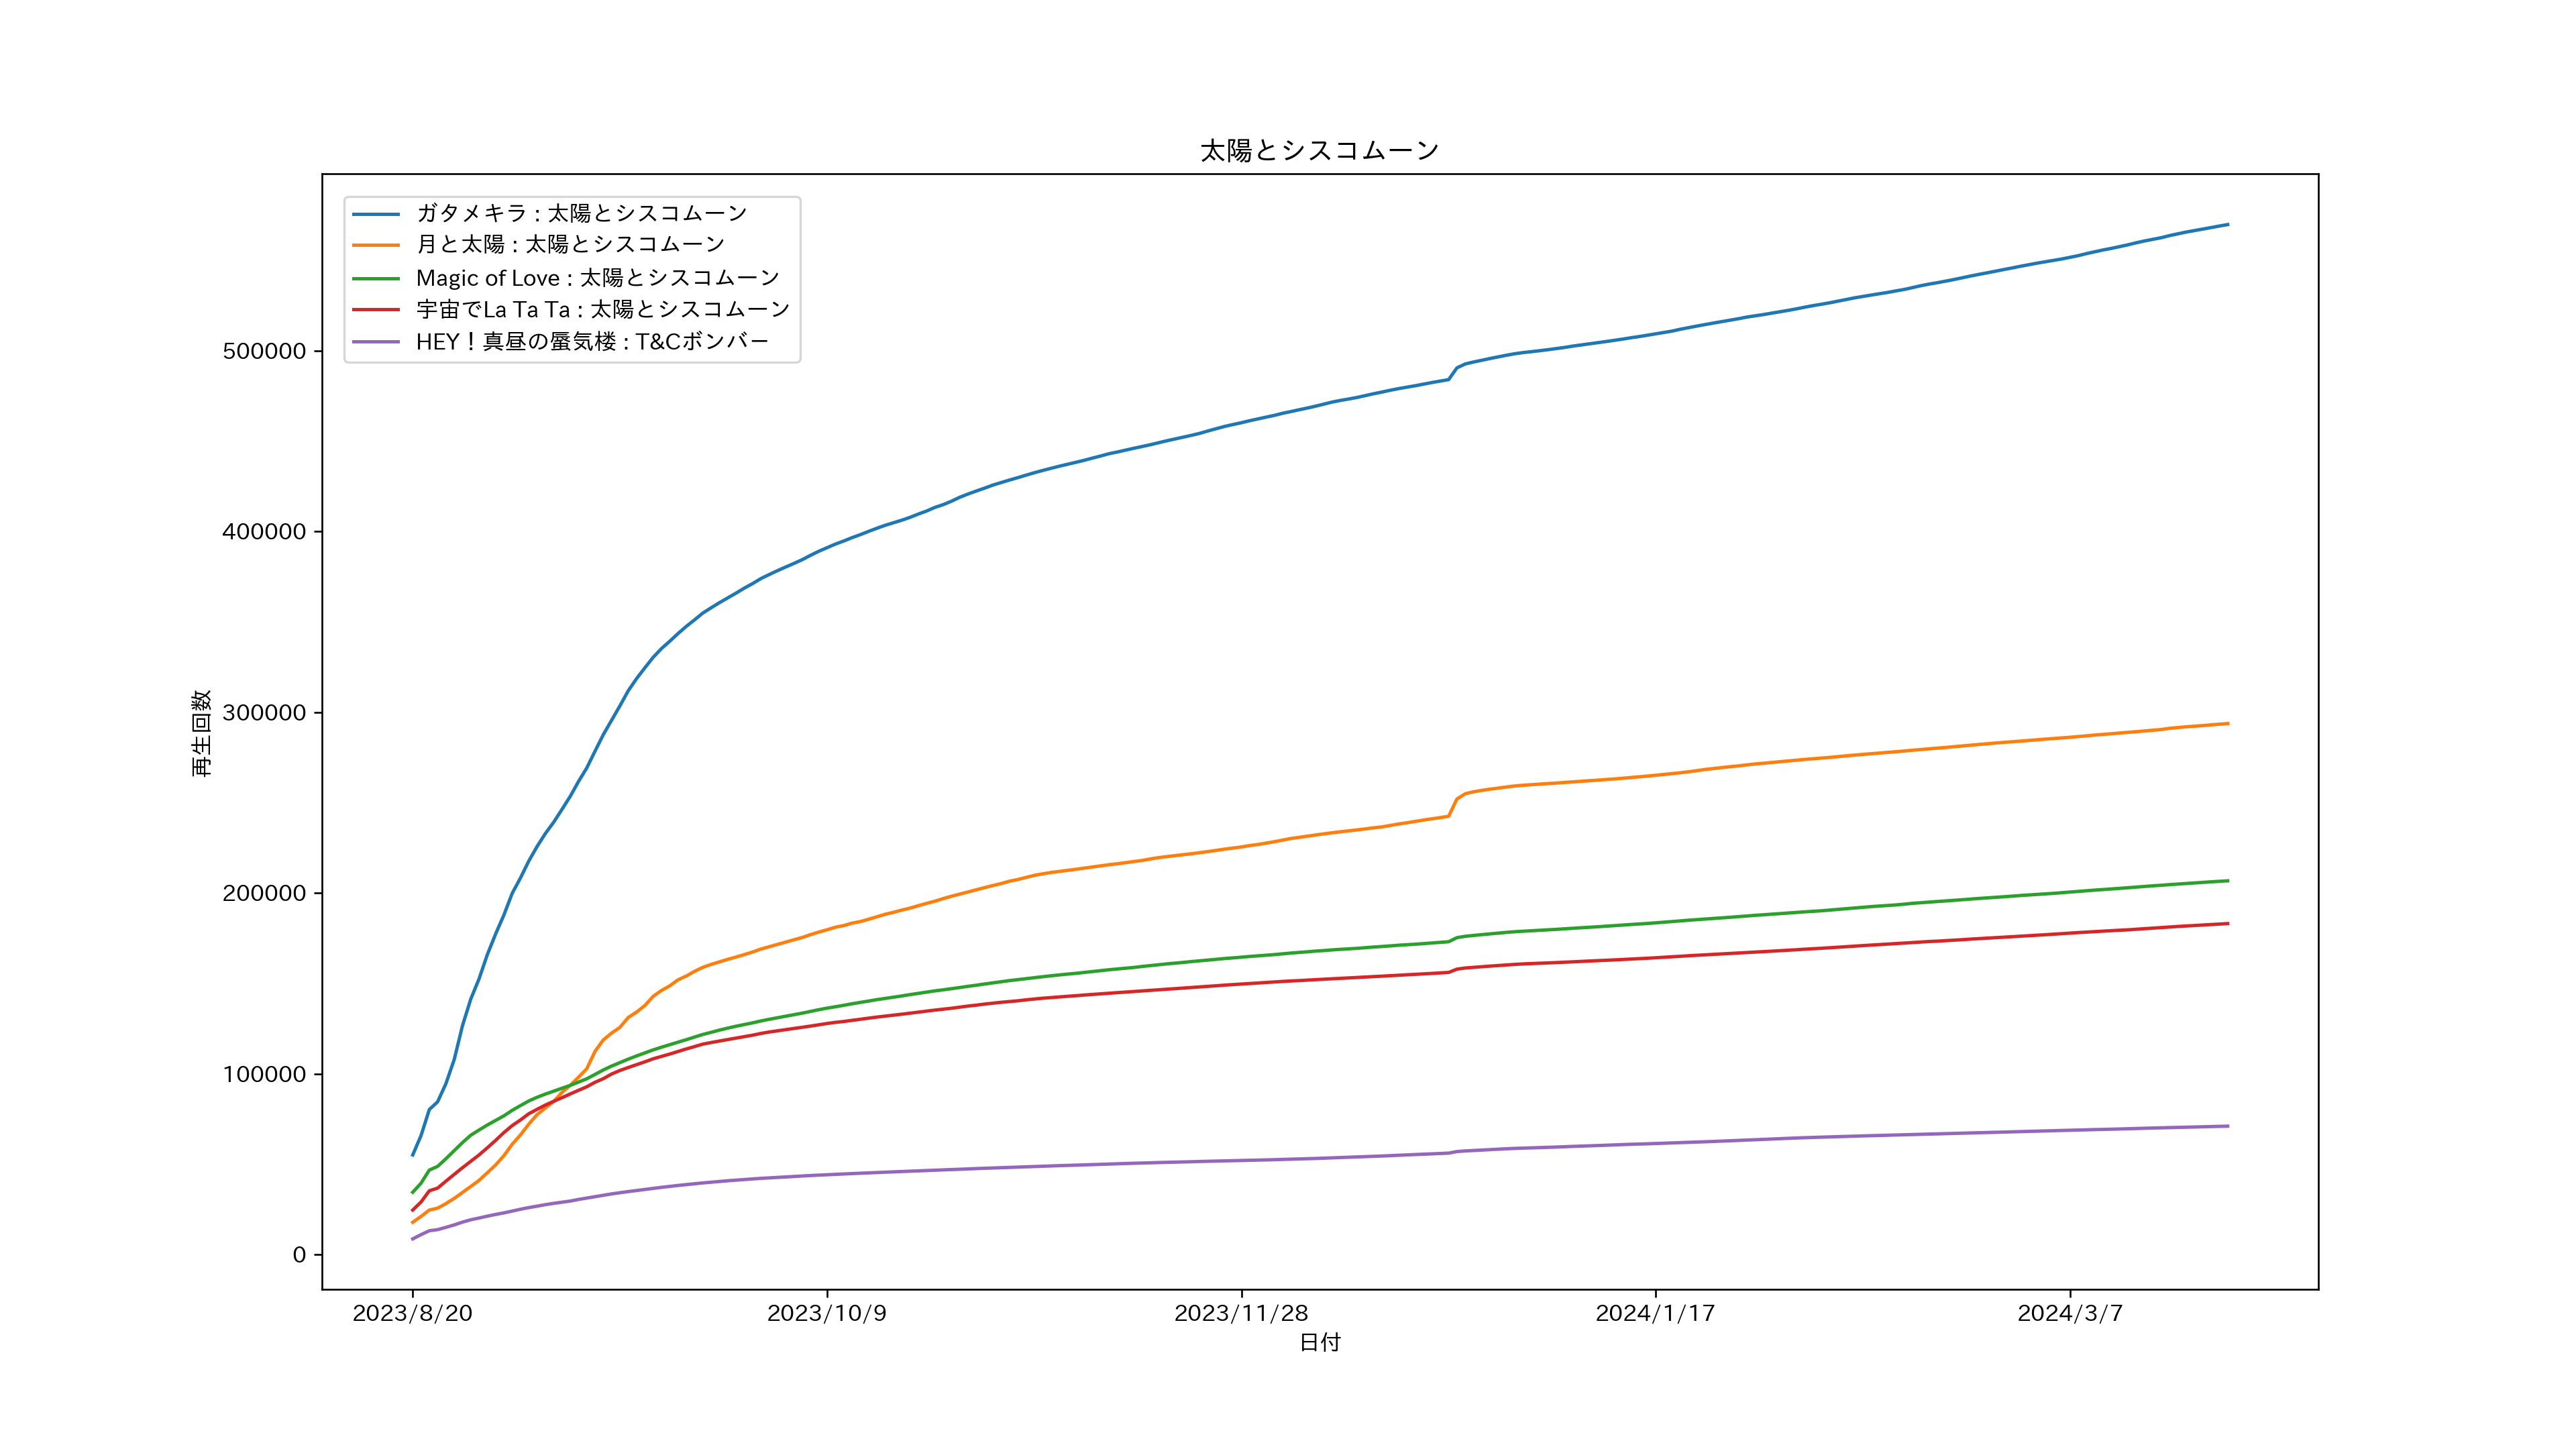 太陽とシスコムーン
ガタメキラ : 太陽とシスコムーン
月と太陽 : 太陽とシスコムーン
Magic of Love : 太陽とシスコムーン
宇宙でLa Ta Ta : 太陽とシスコムーン
HEY！真昼の蜃気楼 : T&Cボンバー
再生回数
500000
400000
300000
200000
100000
0
2023/8/20
2023/10/9
2023/11/28
2024/1/17
2024/3/7
日付